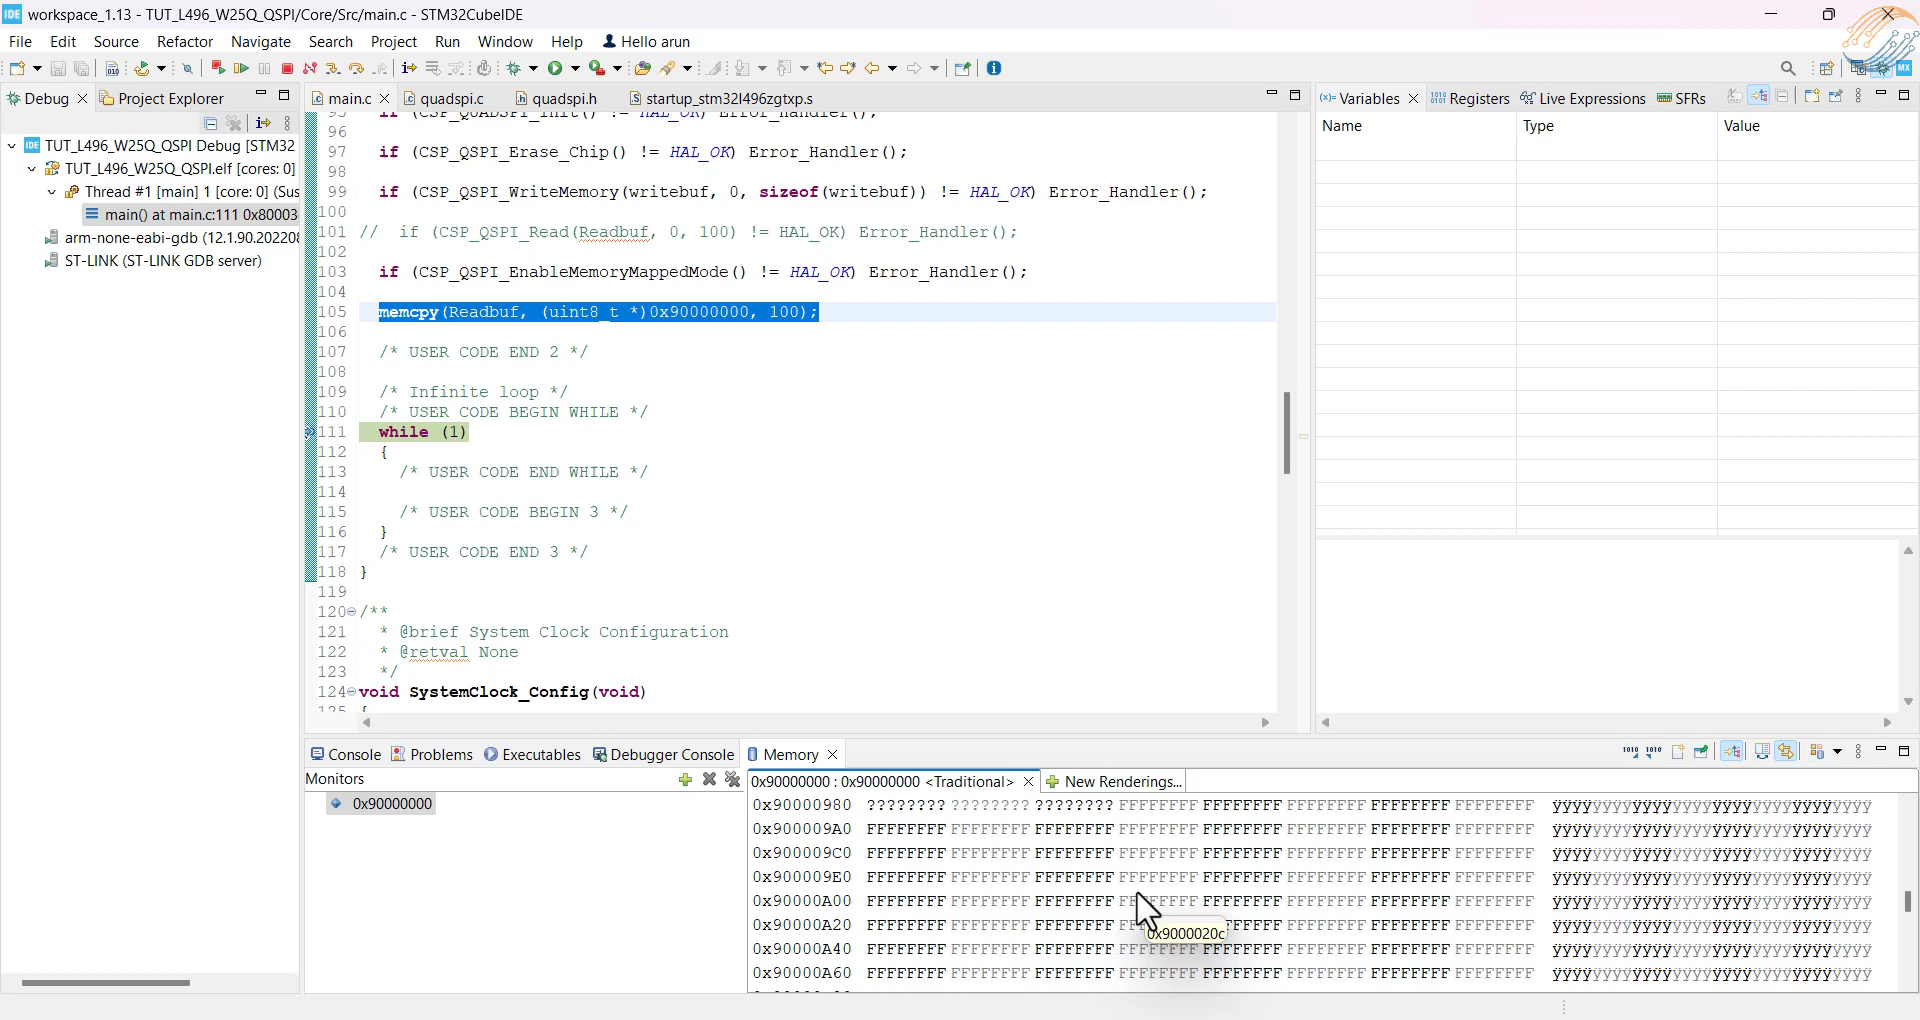 IDE workspace_1.13 - TUT_L496_W25Q_QSPI/Core/Src/main.c - STM32CubeIDE
File Edit Source Refactor Navigate Search Project Run Window Help Hello arun
Debug Project Explorer
TUT_L496_W25Q_QSPI Debug [STM32
TUT_L496_W25Q_QSPI.elf [cores: 0]
Thread #1 [main] 1 [core: 0] (Sus
main() at main.c:111 0x80003
arm-none-eabi-gdb (12.1.90.20220
ST-LINK (ST-LINK GDB server)
main.c quadspi.c quadspi.h startup_stm32l496zgtxp.s
95 if (CSP_QUADSPI_Init() != HAL_OK) Error_Handler();
96
97 if (CSP_QSPI_Erase_Chip() != HAL_OK) Error_Handler();
98
99 if (CSP_QSPI_WriteMemory(writebuf, 0, sizeof(writebuf)) != HAL_OK) Error_Handler();
100
101 // if (CSP_QSPI_Read(Readbuf, 0, 100) != HAL_OK) Error_Handler();
102
103 if (CSP_QSPI_EnableMemoryMappedMode() != HAL_OK) Error_Handler();
104
105 memcpy(Readbuf, (uint8_t *)0x90000000, 100);
106
107 /* USER CODE END 2 */
108
109 /* Infinite loop */
110 /* USER CODE BEGIN WHILE */
111 while (1)
112 {
113 /* USER CODE END WHILE */
114
115 /* USER CODE BEGIN 3 */
116 }
117 /* USER CODE END 3 */
118 }
119
120 /**
121 * @brief System Clock Configuration
122 * @retval None
123 */
124 void SystemClock_Config(void)
125 {
Variables Registers Live Expressions SFRs
Name Type Value
Console Problems Executables Debugger Console Memory
Monitors
0x90000000
0x90000000 : 0x90000000 <Traditional> New Renderings...
0x90000980 ???????? ???????? ???????? FFFFFFFF FFFFFFFF FFFFFFFF FFFFFFFF FFFFFFFF ÿÿÿÿÿÿÿÿÿÿÿÿÿÿÿÿÿÿÿÿÿÿÿÿÿÿÿÿÿÿÿÿ
0x900009A0 FFFFFFFF FFFFFFFF FFFFFFFF FFFFFFFF FFFFFFFF FFFFFFFF FFFFFFFF FFFFFFFF ÿÿÿÿÿÿÿÿÿÿÿÿÿÿÿÿÿÿÿÿÿÿÿÿÿÿÿÿÿÿÿÿ
0x900009C0 FFFFFFFF FFFFFFFF FFFFFFFF FFFFFFFF FFFFFFFF FFFFFFFF FFFFFFFF FFFFFFFF ÿÿÿÿÿÿÿÿÿÿÿÿÿÿÿÿÿÿÿÿÿÿÿÿÿÿÿÿÿÿÿÿ
0x900009E0 FFFFFFFF FFFFFFFF FFFFFFFF FFFFFFFF FFFFFFFF FFFFFFFF FFFFFFFF FFFFFFFF ÿÿÿÿÿÿÿÿÿÿÿÿÿÿÿÿÿÿÿÿÿÿÿÿÿÿÿÿÿÿÿÿ
0x90000A00 FFFFFFFF FFFFFFFF FFFFFFFF FFFFFFFF FFFFFFFF FFFFFFFF FFFFFFFF FFFFFFFF ÿÿÿÿÿÿÿÿÿÿÿÿÿÿÿÿÿÿÿÿÿÿÿÿÿÿÿÿÿÿÿÿ
0x90000A20 FFFFFFFF FFFFFFFF FFFFFFFF FFFFFFFF FFFFFFFF FFFFFFFF FFFFFFFF ÿÿÿÿÿÿÿÿÿÿÿÿÿÿÿÿÿÿÿÿÿÿÿÿÿÿÿÿÿÿÿÿ
0x9000020c
0x90000A40 FFFFFFFF FFFFFFFF FFFFFFFF FFFFFFFF FFFFFFFF FFFFFFFF FFFFFFFF FFFFFFFF ÿÿÿÿÿÿÿÿÿÿÿÿÿÿÿÿÿÿÿÿÿÿÿÿÿÿÿÿÿÿÿÿ
0x90000A60 FFFFFFFF FFFFFFFF FFFFFFFF FFFFFFFF FFFFFFFF FFFFFFFF FFFFFFFF FFFFFFFF ÿÿÿÿÿÿÿÿÿÿÿÿÿÿÿÿÿÿÿÿÿÿÿÿÿÿÿÿÿÿÿÿ